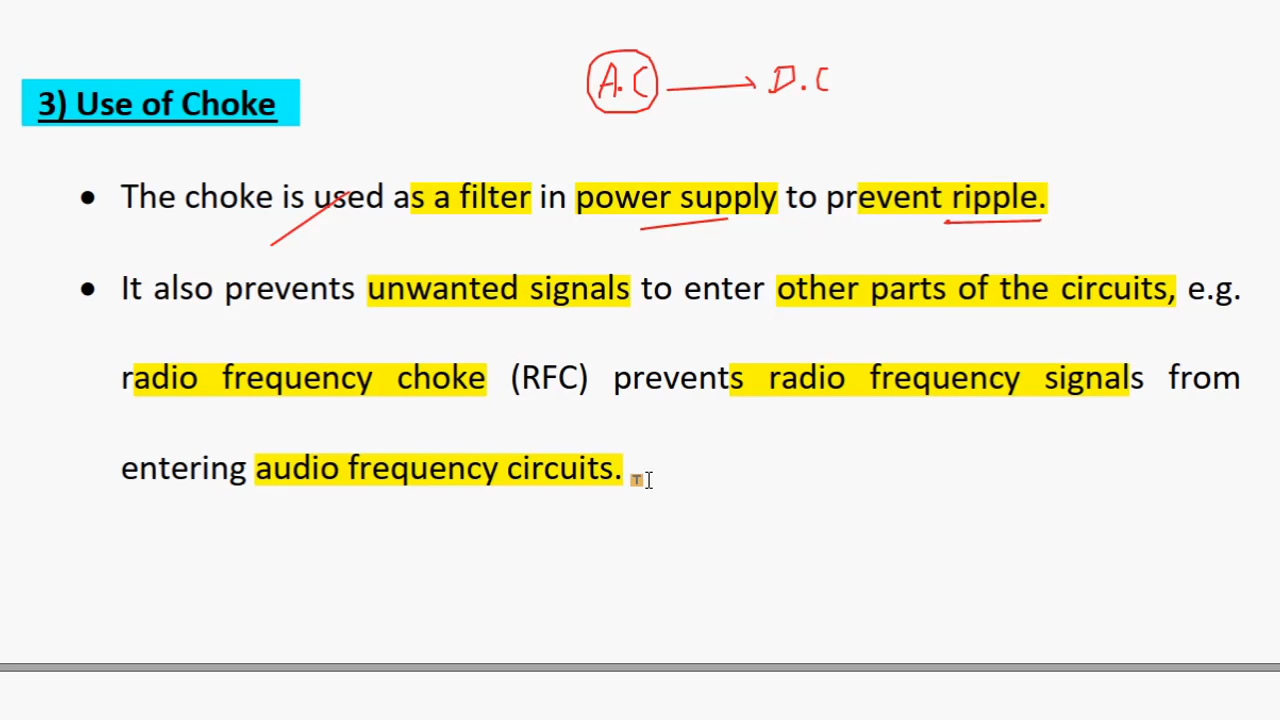 A.C → D.C
3) Use of Choke
• The choke is used as a filter in power supply to prevent ripple.
• It also prevents unwanted signals to enter other parts of the circuits, e.g.
radio frequency choke (RFC) prevents radio frequency signals from
entering audio frequency circuits.
T